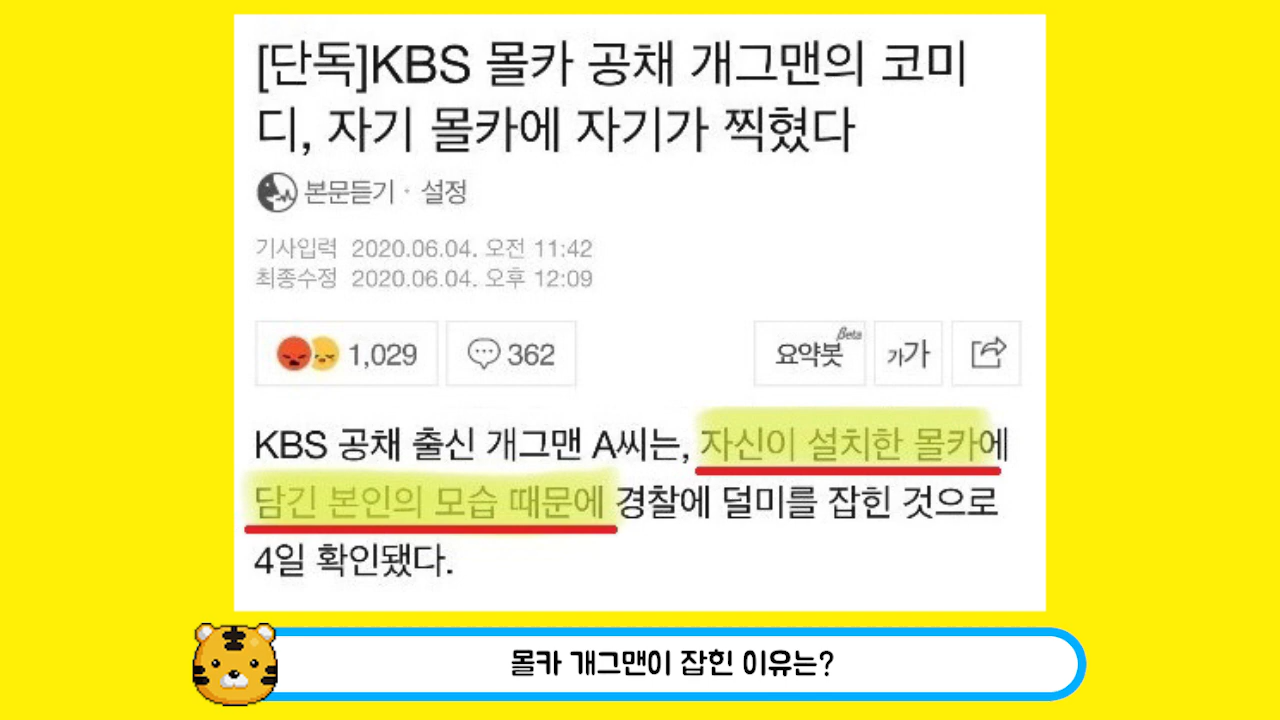 [단독]KBS 몰카 공채 개그맨의 코미
디, 자기 몰카에 자기가 찍혔다
본문듣기 · 설정
기사입력 2020.06.04. 오전 11:42
최종수정 2020.06.04. 오후 12:09
1,029 362 요약봇 Beta 가가
KBS 공채 출신 개그맨 A씨는, 자신이 설치한 몰카에
담긴 본인의 모습 때문에 경찰에 덜미를 잡힌 것으로
4일 확인됐다.
몰카 개그맨이 잡힌 이유는?